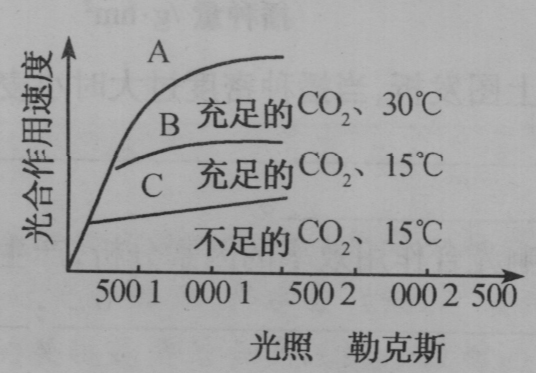 光合作用速度
A
充足的CO₂、30℃
B
充足的CO₂、15℃
C
不足的CO₂、15℃
500 1 000 1 500 2 000 2 500
光照 勒克斯